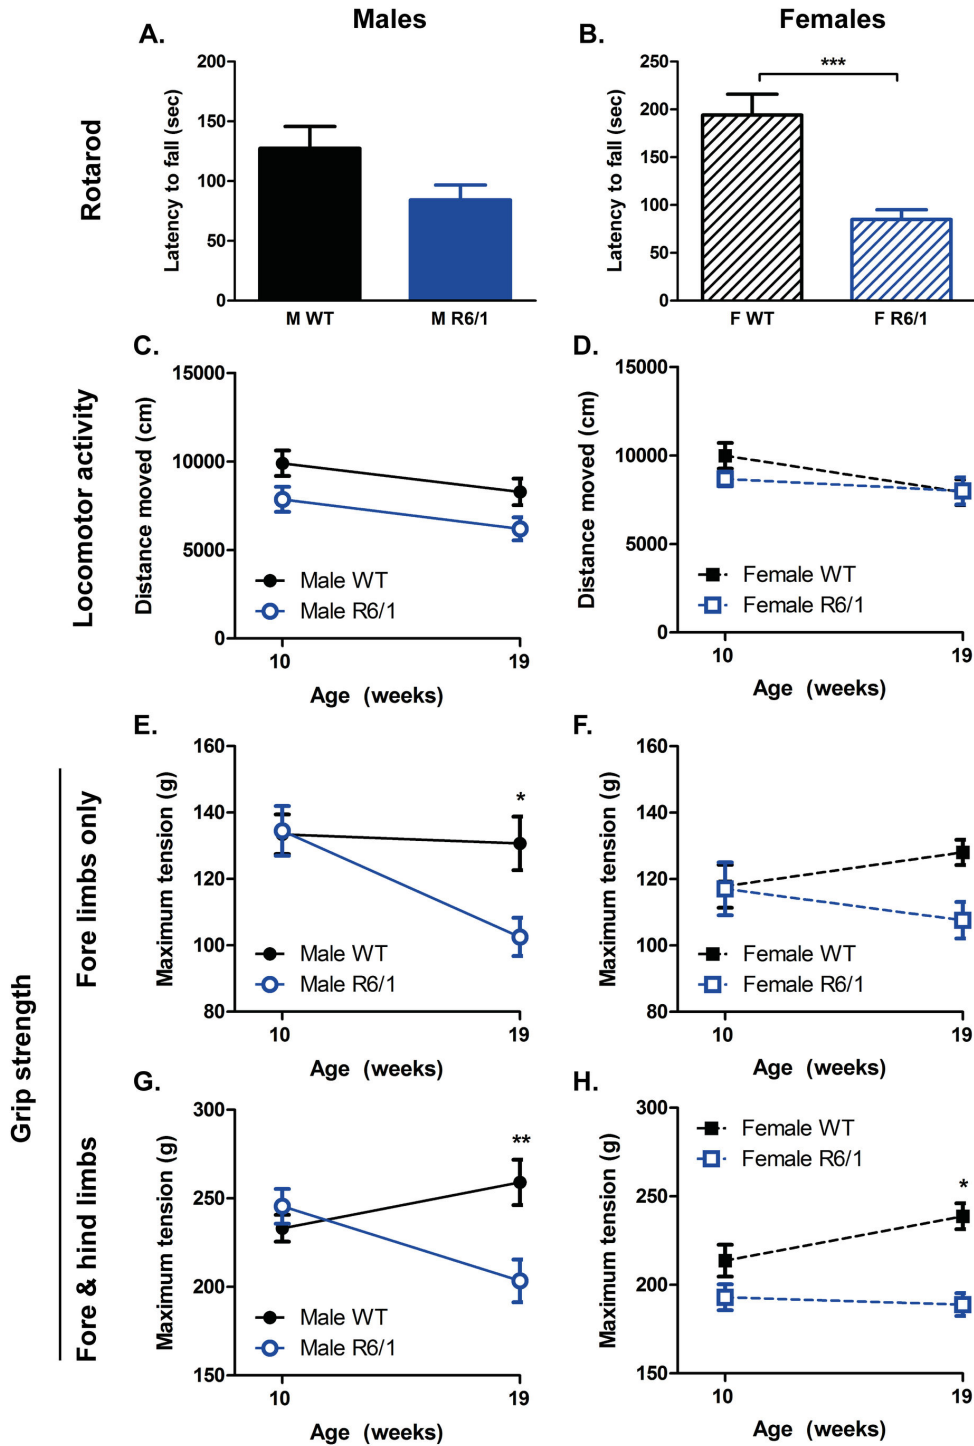 Males
Females
A.
B.
Rotarod
Latency to fall (sec)
200
150
100
50
0
M WT
M R6/1
Latency to fall (sec)
250
200
150
100
50
0
***
F WT
F R6/1
C.
D.
Locomotor activity
Distance moved (cm)
15000
10000
5000
0
Male WT
Male R6/1
10
19
Age (weeks)
Distance moved (cm)
15000
10000
5000
0
Female WT
Female R6/1
10
19
Age (weeks)
E.
F.
Grip strength
Fore limbs only
Maximum tension (g)
160
140
120
100
80
*
Male WT
Male R6/1
10
19
Age (weeks)
Maximum tension (g)
160
140
120
100
80
Female WT
Female R6/1
10
19
Age (weeks)
G.
H.
Fore & hind limbs
Maximum tension (g)
300
250
200
150
**
Male WT
Male R6/1
10
19
Age (weeks)
Maximum tension (g)
300
250
200
150
Female WT
Female R6/1
*
10
19
Age (weeks)